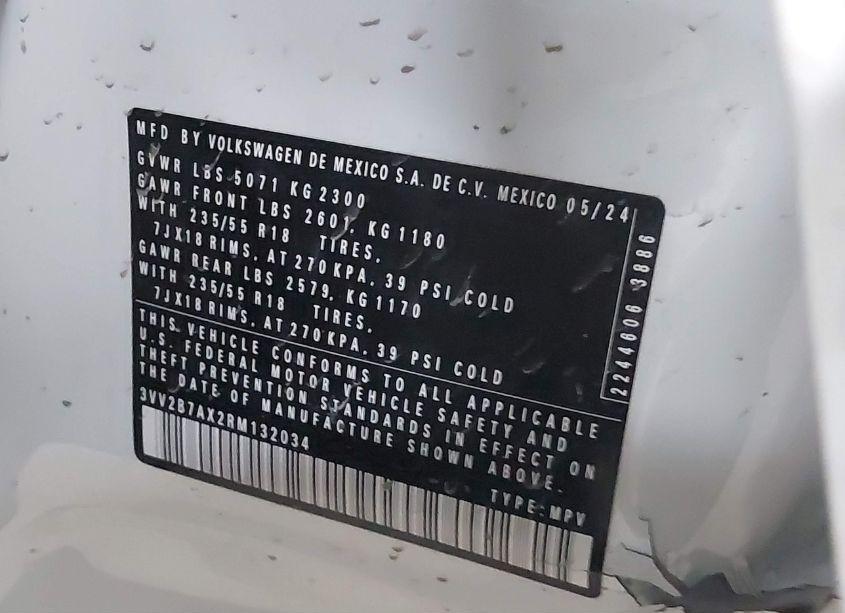 MFD BY VOLKSWAGEN DE MEXICO S.A. DE C.V. MEXICO 05/24
GVWR LBS 5071 KG 2300
GAWR FRONT LBS 2601, KG 1180
WITH 235/55 R18 TIRES,
7JX18 RIMS, AT 270 KPA, 39 PSI COLD
GAWR REAR LBS 2579, KG 1170
WITH 235/55 R18 TIRES,
7JX18 RIMS, AT 270 KPA, 39 PSI COLD
THIS VEHICLE CONFORMS TO ALL APPLICABLE
U.S. FEDERAL MOTOR VEHICLE SAFETY AND
THEFT PREVENTION STANDARDS IN EFFECT ON
THE DATE OF MANUFACTURE SHOWN ABOVE.
3VV2B7AX2RM132034
TYPE:MPV
2244606 3886